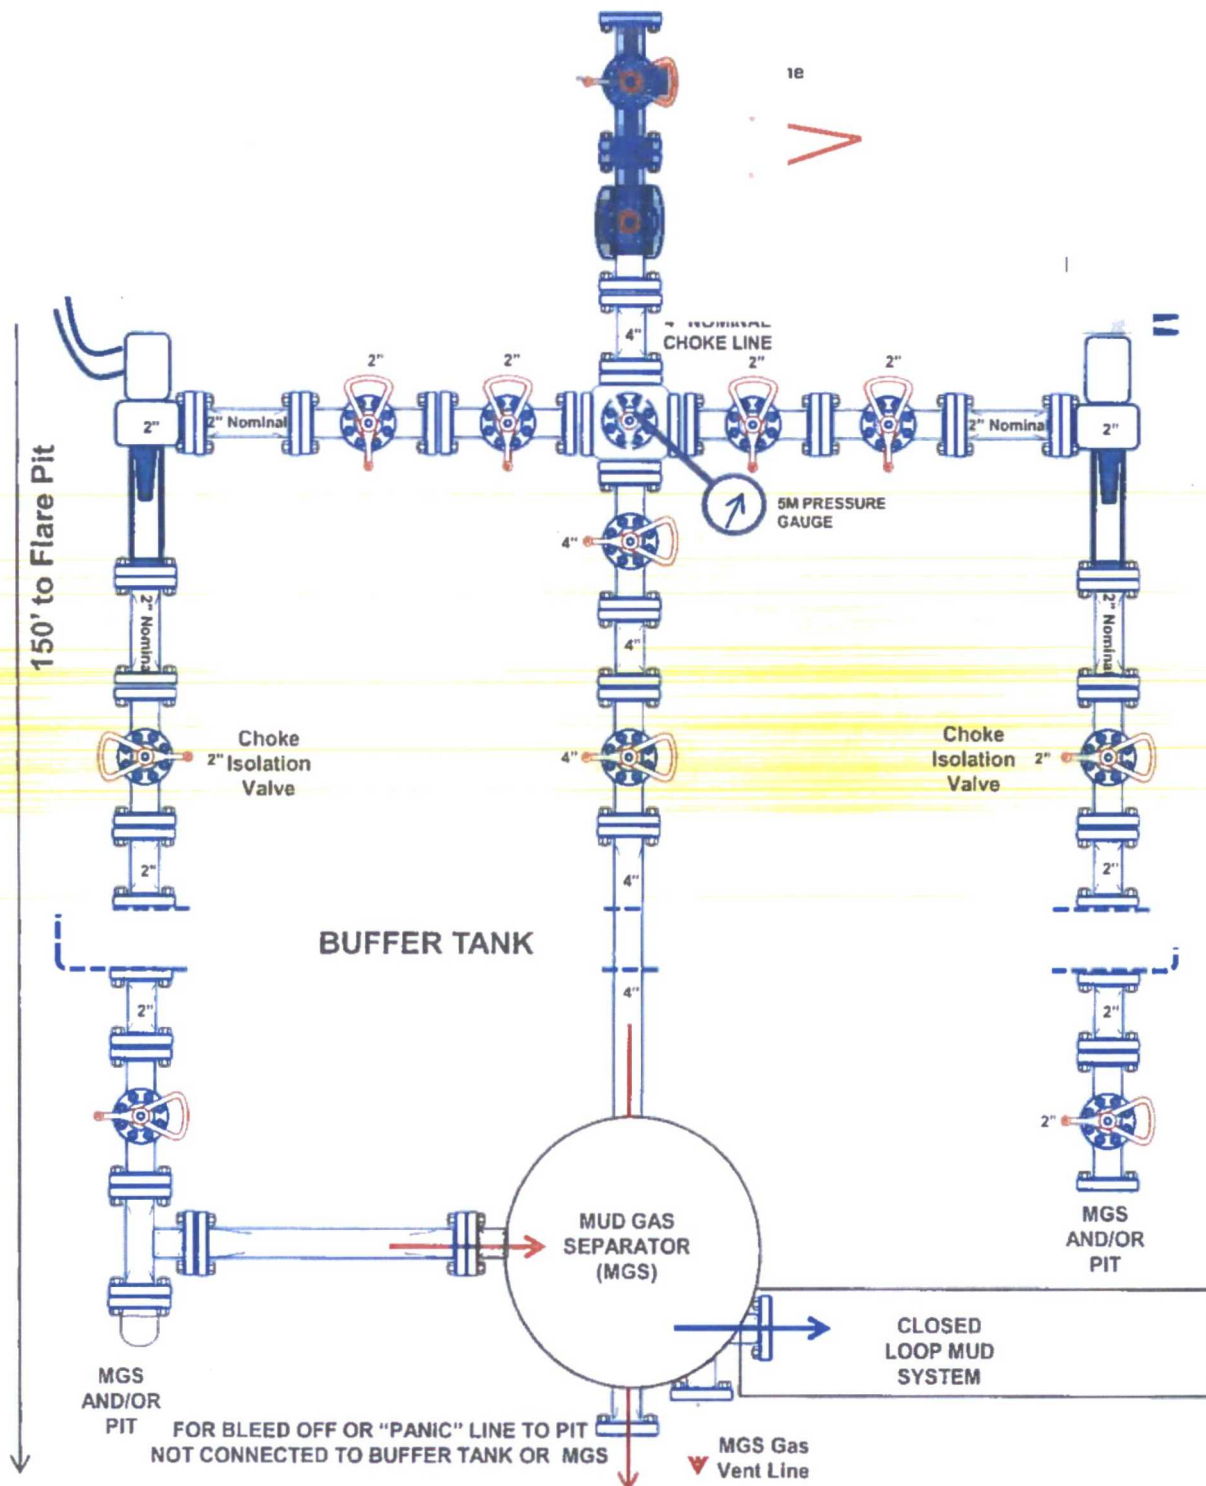 4"
NOMINAL
CHOKE LINE
2"
2"
2"
2"
2"
2" Nominal
2" Nominal
2"
5M PRESSURE
GAUGE
4"
150' to Flare Pit
2" Nominal
4"
2" Nominal
2"
Choke
Isolation
Valve
4"
Choke
Isolation
Valve
2"
2"
4"
2"
BUFFER TANK
2"
4"
2"
2"
MUD GAS
SEPARATOR
(MGS)
MGS
AND/OR
PIT
CLOSED
LOOP MUD
SYSTEM
MGS
AND/OR
PIT
FOR BLEED OFF OR "PANIC" LINE TO PIT
NOT CONNECTED TO BUFFER TANK OR MGS
MGS Gas
Vent Line